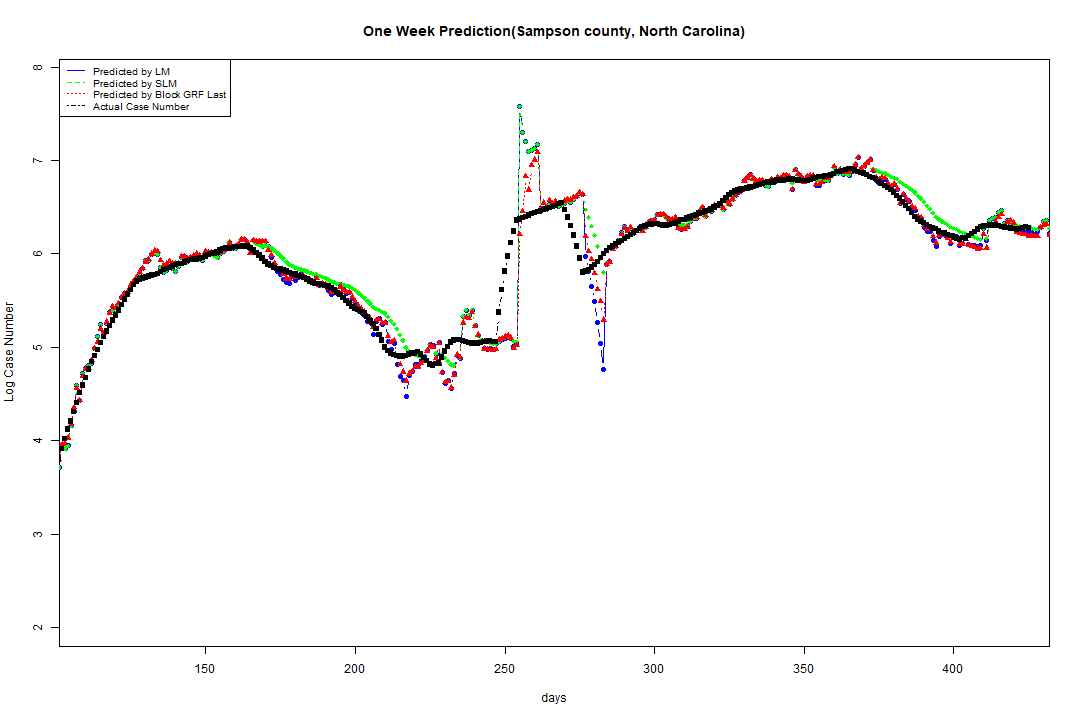 One Week Prediction(Sampson county, North Carolina)
Predicted by LM
Predicted by SLM
Predicted by Block GRF Last
Actual Case Number
Log Case Number
8
7
6
5
4
3
2
150 200 250 300 350 400
days